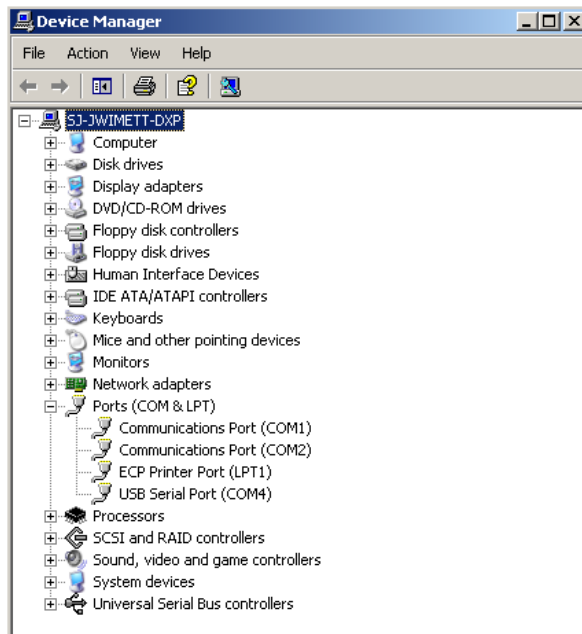 Device Manager
File Action View Help
SJ-JWIMETT-DXP
Computer
Disk drives
Display adapters
DVD/CD-ROM drives
Floppy disk controllers
Floppy disk drives
Human Interface Devices
IDE ATA/ATAPI controllers
Keyboards
Mice and other pointing devices
Monitors
Network adapters
Ports (COM & LPT)
Communications Port (COM1)
Communications Port (COM2)
ECP Printer Port (LPT1)
USB Serial Port (COM4)
Processors
SCSI and RAID controllers
Sound, video and game controllers
System devices
Universal Serial Bus controllers